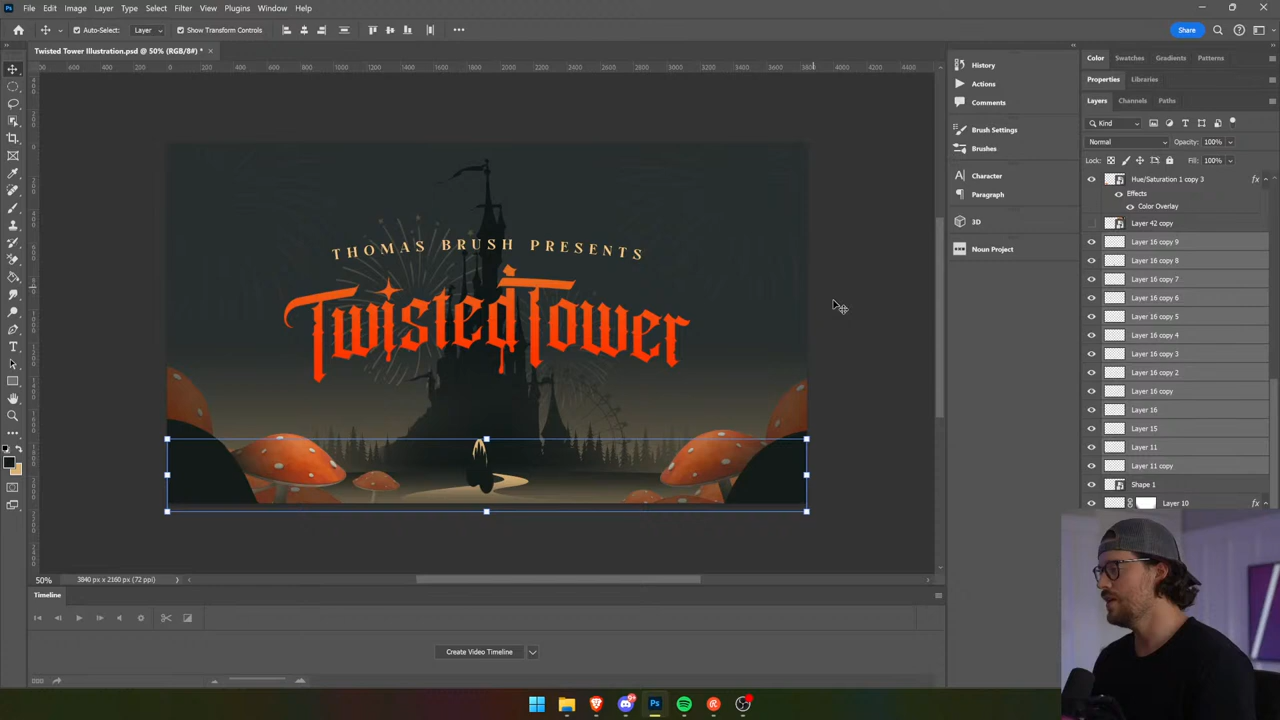 Ps File Edit Image Layer Type Select Filter View Plugins Window Help
Auto-Select: Layer Show Transform Controls Share
Twisted Tower Illustration.psd @ 50% (RGB/8#) *
THOMAS BRUSH PRESENTS
Twisted Tower
50% 3840 px x 2160 px (72 ppi)
Timeline
Create Video Timeline
History
Actions
Comments
Brush Settings
Brushes
Character
Paragraph
3D
Noun Project
Color Swatches Gradients Patterns
Properties Libraries
Layers Channels Paths
Kind
Normal Opacity: 100%
Lock: Fill: 100%
Hue/Saturation 1 copy 3 fx
Effects
Color Overlay
Layer 42 copy
Layer 16 copy 9
Layer 16 copy 8
Layer 16 copy 7
Layer 16 copy 6
Layer 16 copy 5
Layer 16 copy 4
Layer 16 copy 3
Layer 16 copy 2
Layer 16 copy
Layer 16
Layer 15
Layer 11
Layer 11 copy
Shape 1
Layer 10 fx
Ps